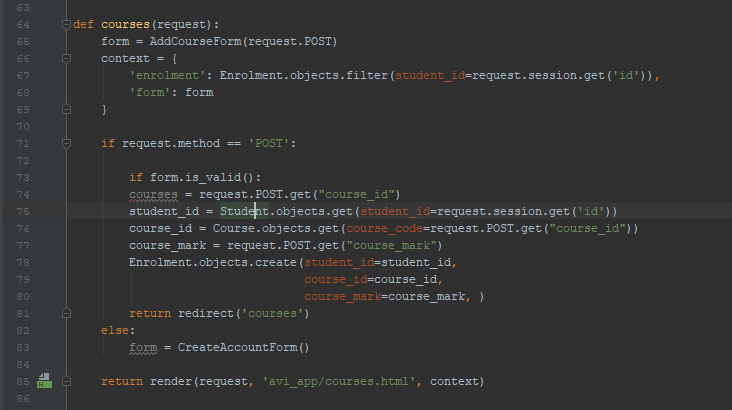 63
64 def courses(request):
65     form = AddCourseForm(request.POST)
66     context = {
67         'enrolment': Enrolment.objects.filter(student_id=request.session.get('id')),
68         'form': form
69     }
70
71     if request.method == 'POST':
72
73         if form.is_valid():
74         courses = request.POST.get("course_id")
75         student_id = Student.objects.get(student_id=request.session.get('id'))
76         course_id = Course.objects.get(course_code=request.POST.get("course_id"))
77         course_mark = request.POST.get("course_mark")
78         Enrolment.objects.create(student_id=student_id,
79                                  course_id=course_id,
80                                  course_mark=course_mark, )
81         return redirect('courses')
82     else:
83         form = CreateAccountForm()
84
85     return render(request, 'avi_app/courses.html', context)
86